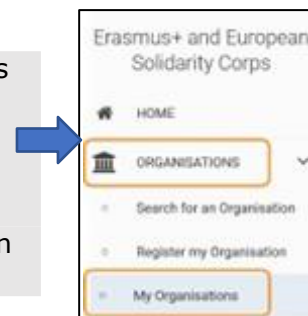 Erasmus+ and European
Solidarity Corps
HOME
ORGANISATIONS
Search for an Organisation
Register my Organisation
My Organisations